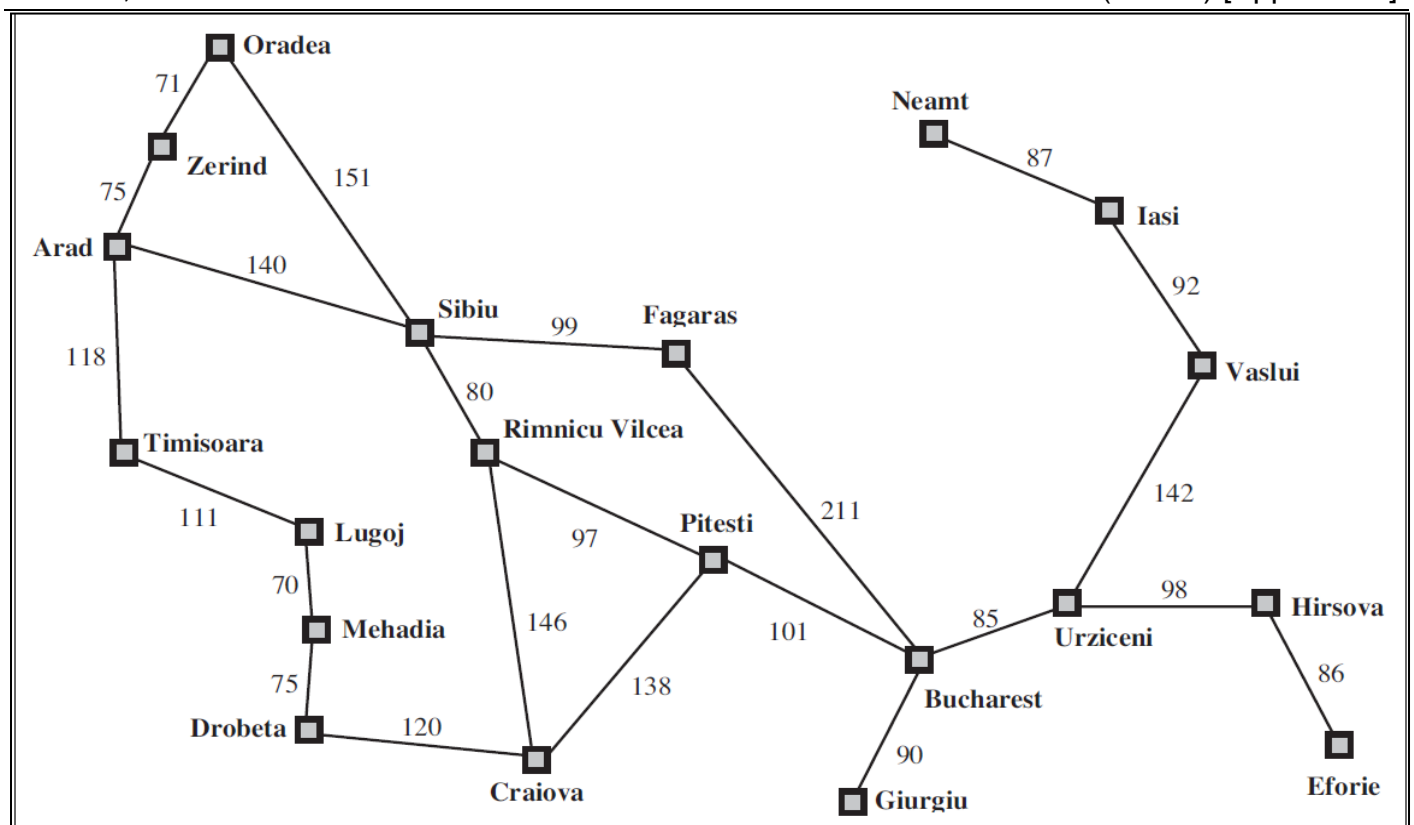 Oradea
71
Neamt
87
Zerind
151
75
Iasi
Arad
140
92
Sibiu
Fagaras
99
118
Vaslui
80
Timisoara
Rimnicu Vilcea
142
111
211
Lugoj
97
Pitesti
70
98
Hirsova
146
85
Mehadia
101
Urziceni
86
75
138
Bucharest
Drobeta
120
90
Craiova
Giurgiu
Eforie